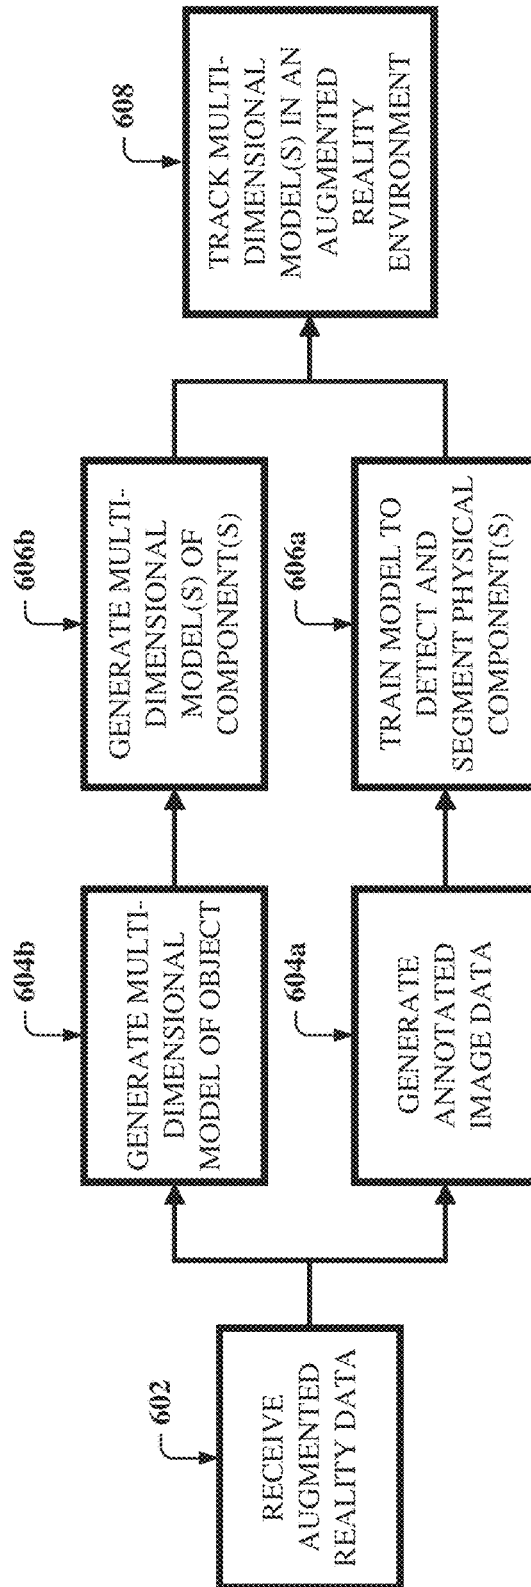 602
RECEIVE
AUGMENTED
REALITY DATA
604b
GENERATE MULTI-
DIMENSIONAL
MODEL OF OBJECT
604a
GENERATE
ANNOTATED
IMAGE DATA
606b
GENERATE MULTI-
DIMENSIONAL
MODEL(S) OF
COMPONENT(S)
606a
TRAIN MODEL TO
DETECT AND
SEGMENT PHYSICAL
COMPONENT(S)
608
TRACK MULTI-
DIMENSIONAL
MODEL(S) IN AN
AUGMENTED
REALITY
ENVIRONMENT